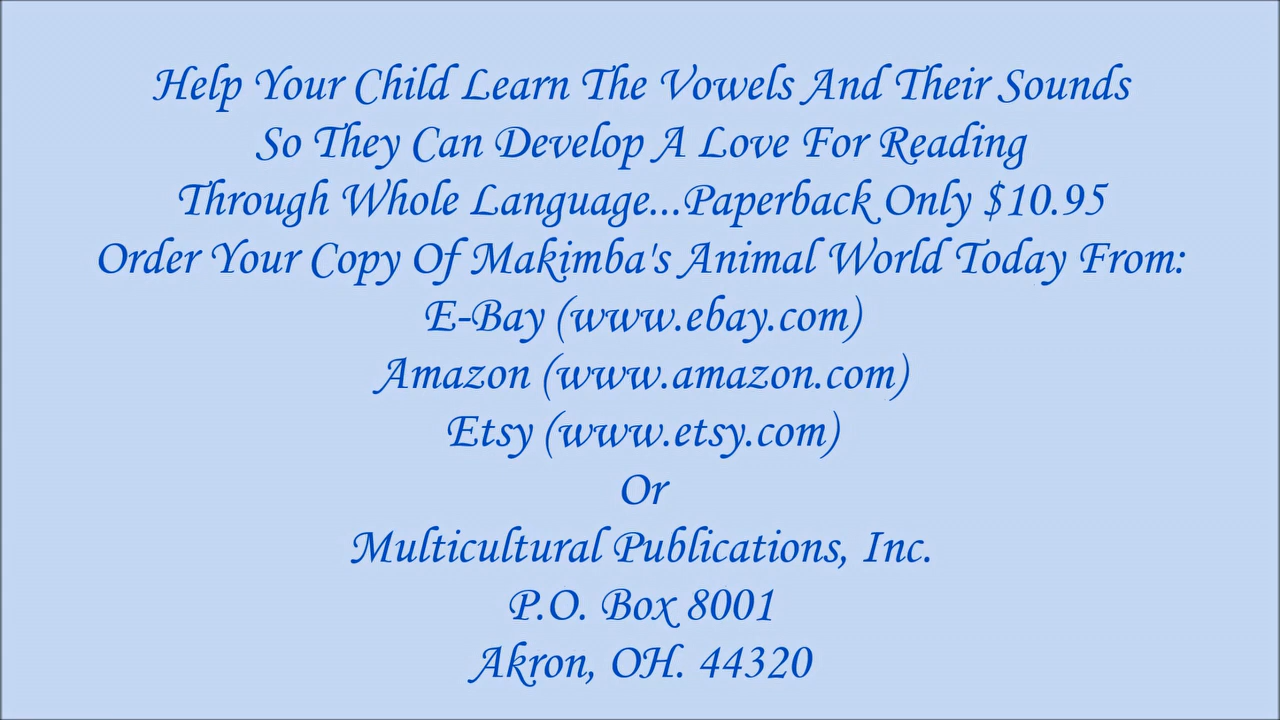 Help Your Child Learn The Vowels And Their Sounds
So They Can Develop A Love For Reading
Through Whole Language...Paperback Only $10.95
Order Your Copy Of Makimba's Animal World Today From:
E-Bay (www.ebay.com)
Amazon (www.amazon.com)
Etsy (www.etsy.com)
Or
Multicultural Publications, Inc.
P.O. Box 8001
Akron, OH. 44320